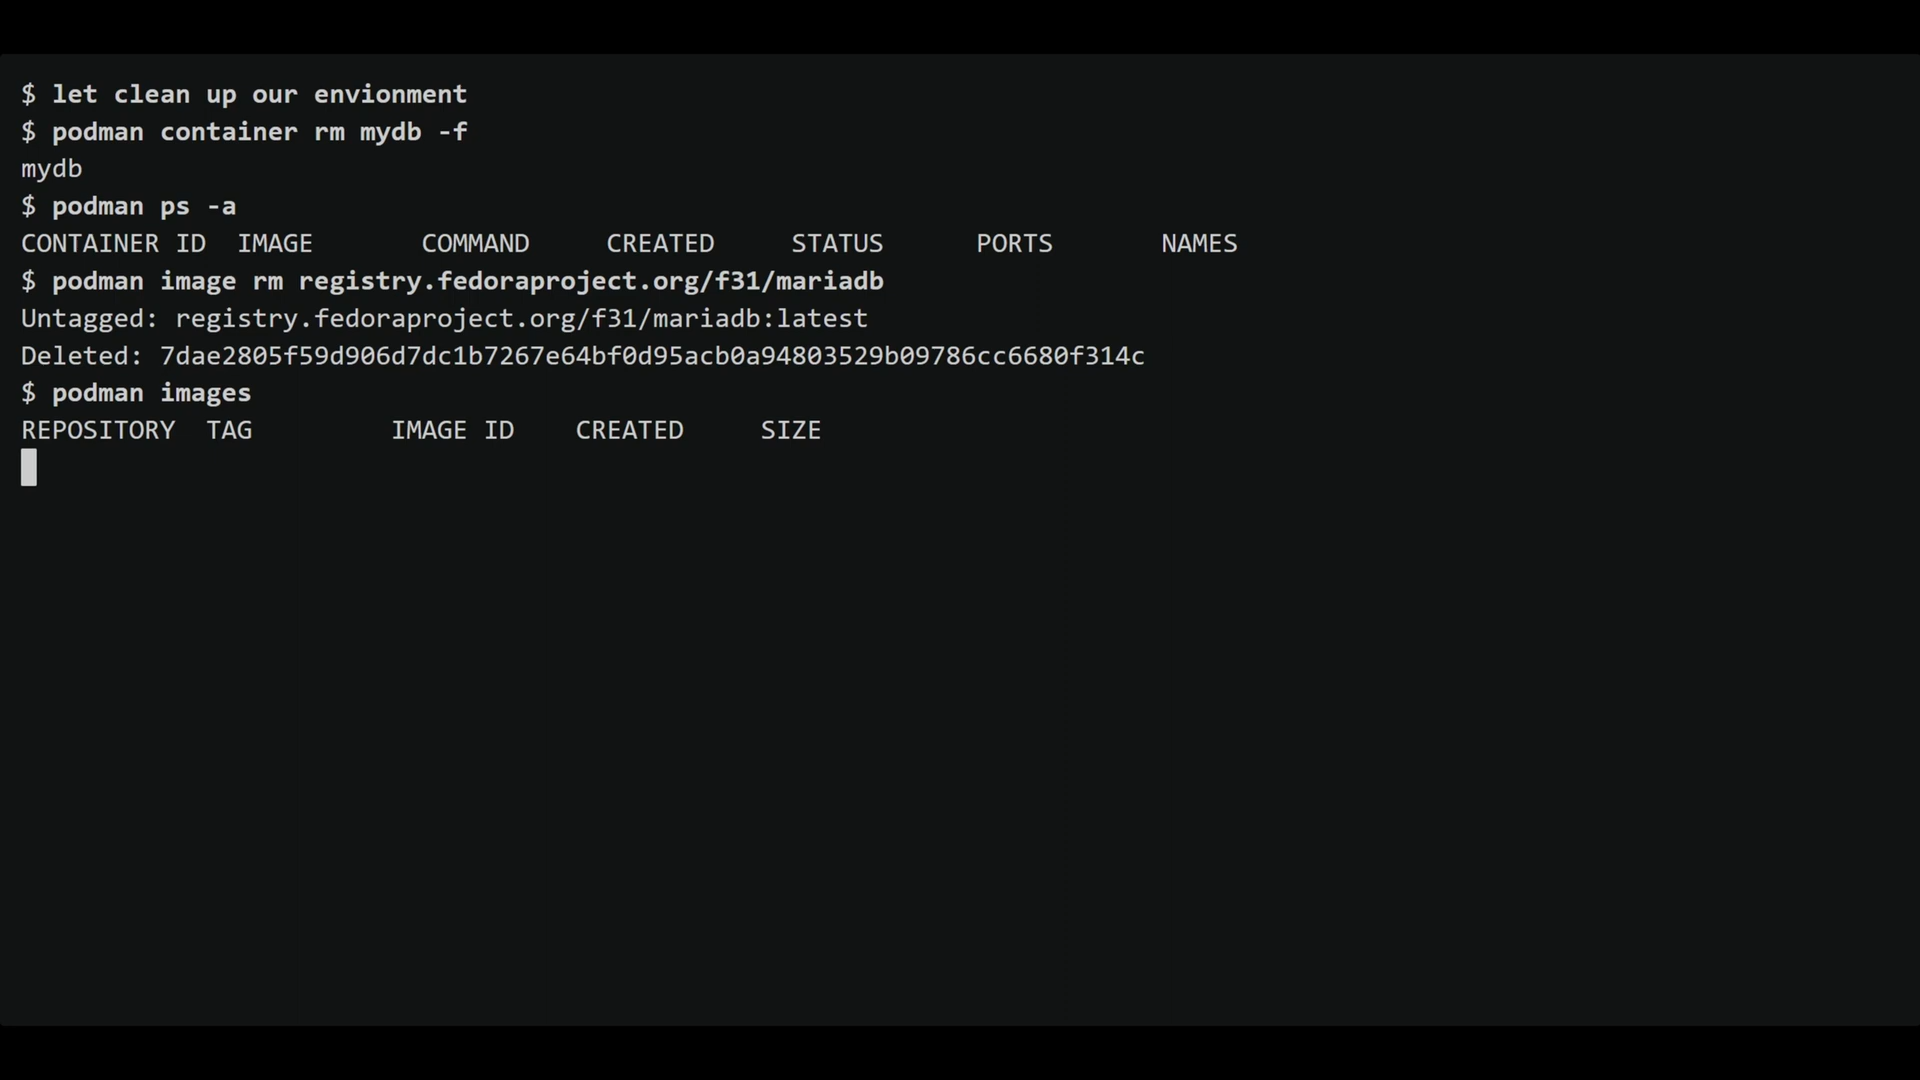 $ let clean up our envionment
$ podman container rm mydb -f
mydb
$ podman ps -a
CONTAINER ID  IMAGE       COMMAND     CREATED     STATUS      PORTS       NAMES
$ podman image rm registry.fedoraproject.org/f31/mariadb
Untagged: registry.fedoraproject.org/f31/mariadb:latest
Deleted: 7dae2805f59d906d7dc1b7267e64bf0d95acb0a94803529b09786cc6680f314c
$ podman images
REPOSITORY  TAG         IMAGE ID    CREATED     SIZE